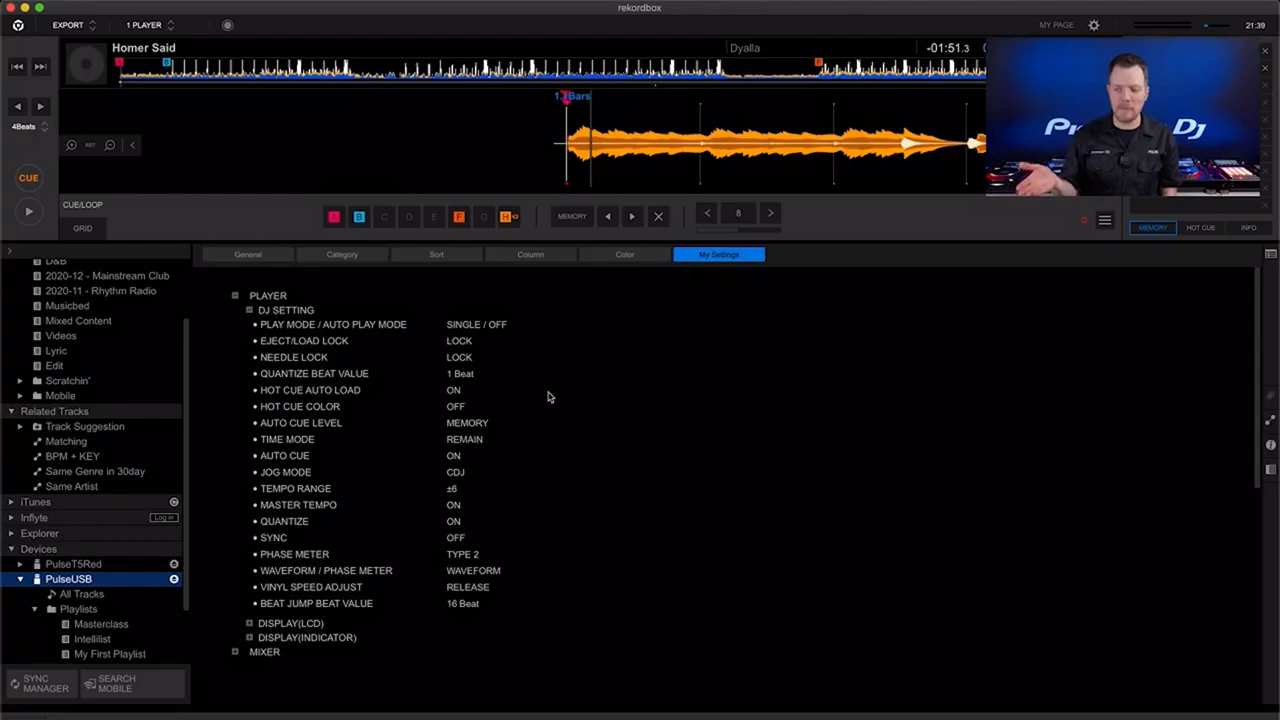 rekordbox
EXPORT
1 PLAYER
MY PAGE
21:39
Homer Said
Dyalla
-01:51.3
A
B
F
1.1Bars
4Beats
CUE
CUE/LOOP
GRID
A B C D E F G H
MEMORY
8
MEMORY
HOT CUE
INFO
General
Category
Sort
Column
Color
My Settings
D&B
2020-12 - Mainstream Club
2020-11 - Rhythm Radio
Musicbed
Mixed Content
Videos
Lyric
Edit
Scratchin'
Mobile
Related Tracks
Track Suggestion
Matching
BPM + KEY
Same Genre in 30day
Same Artist
iTunes
Inflyte
Log in
Explorer
Devices
PulseT5Red
PulseUSB
All Tracks
Playlists
Masterclass
Intellilist
My First Playlist
SYNC
MANAGER
SEARCH
MOBILE
PLAYER
DJ SETTING
• PLAY MODE / AUTO PLAY MODE SINGLE / OFF
• EJECT/LOAD LOCK LOCK
• NEEDLE LOCK LOCK
• QUANTIZE BEAT VALUE 1 Beat
• HOT CUE AUTO LOAD ON
• HOT CUE COLOR OFF
• AUTO CUE LEVEL MEMORY
• TIME MODE REMAIN
• AUTO CUE ON
• JOG MODE CDJ
• TEMPO RANGE ±6
• MASTER TEMPO ON
• QUANTIZE ON
• SYNC OFF
• PHASE METER TYPE 2
• WAVEFORM / PHASE METER WAVEFORM
• VINYL SPEED ADJUST RELEASE
• BEAT JUMP BEAT VALUE 16 Beat
DISPLAY(LCD)
DISPLAY(INDICATOR)
MIXER